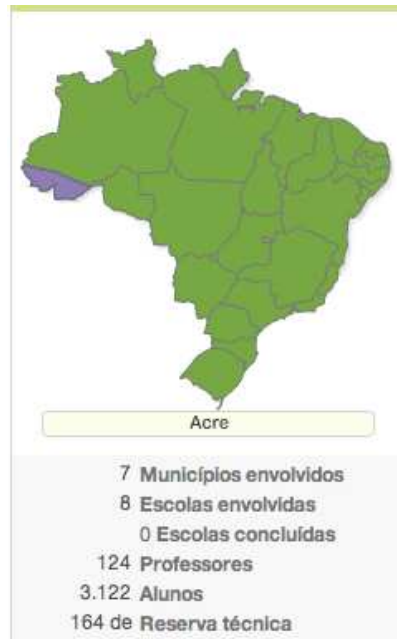 Acre
7 Municípios envolvidos
8 Escolas envolvidas
0 Escolas concluídas
124 Professores
3.122 Alunos
164 de Reserva técnica